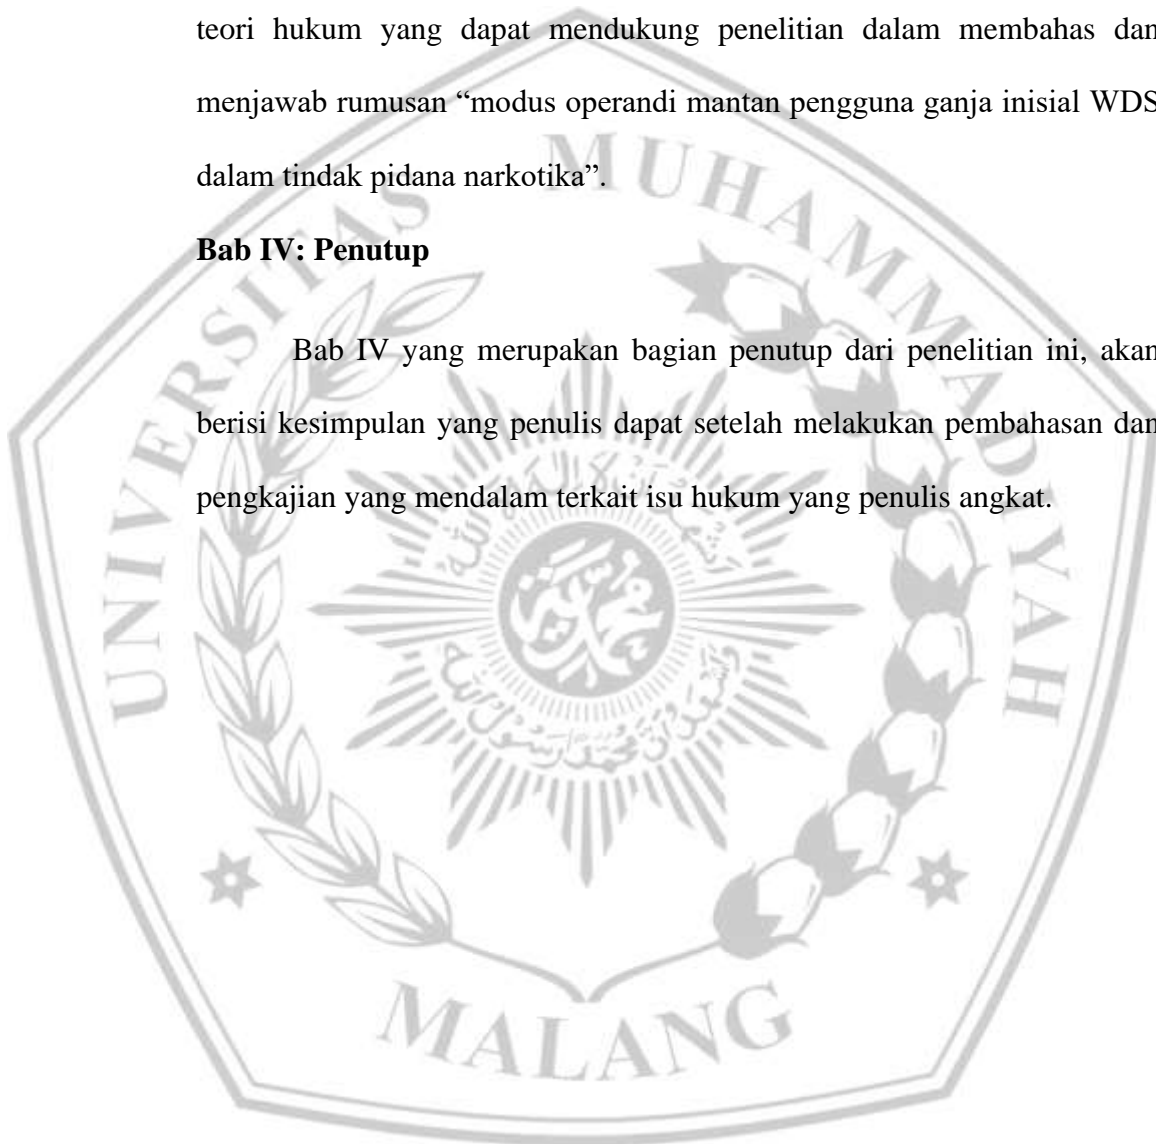 teori hukum yang dapat mendukung penelitian dalam membahas dan
menjawab rumusan “modus operandi mantan pengguna ganja inisial WDS
dalam tindak pidana narkotika”.
Bab IV: Penutup
Bab IV yang merupakan bagian penutup dari penelitian ini, akan
berisi kesimpulan yang penulis dapat setelah melakukan pembahasan dan
pengkajian yang mendalam terkait isu hukum yang penulis angkat.
UNIVERSITAS MUHAMMADIYAH
MALANG